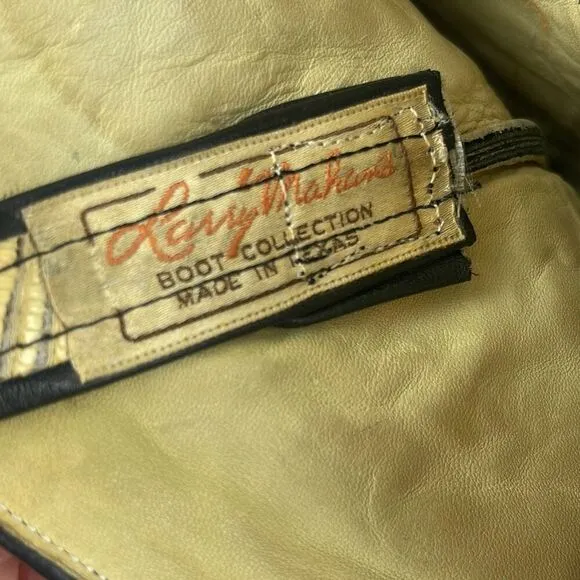 Larry Mahan's
BOOT COLLECTION
MADE IN TEXAS